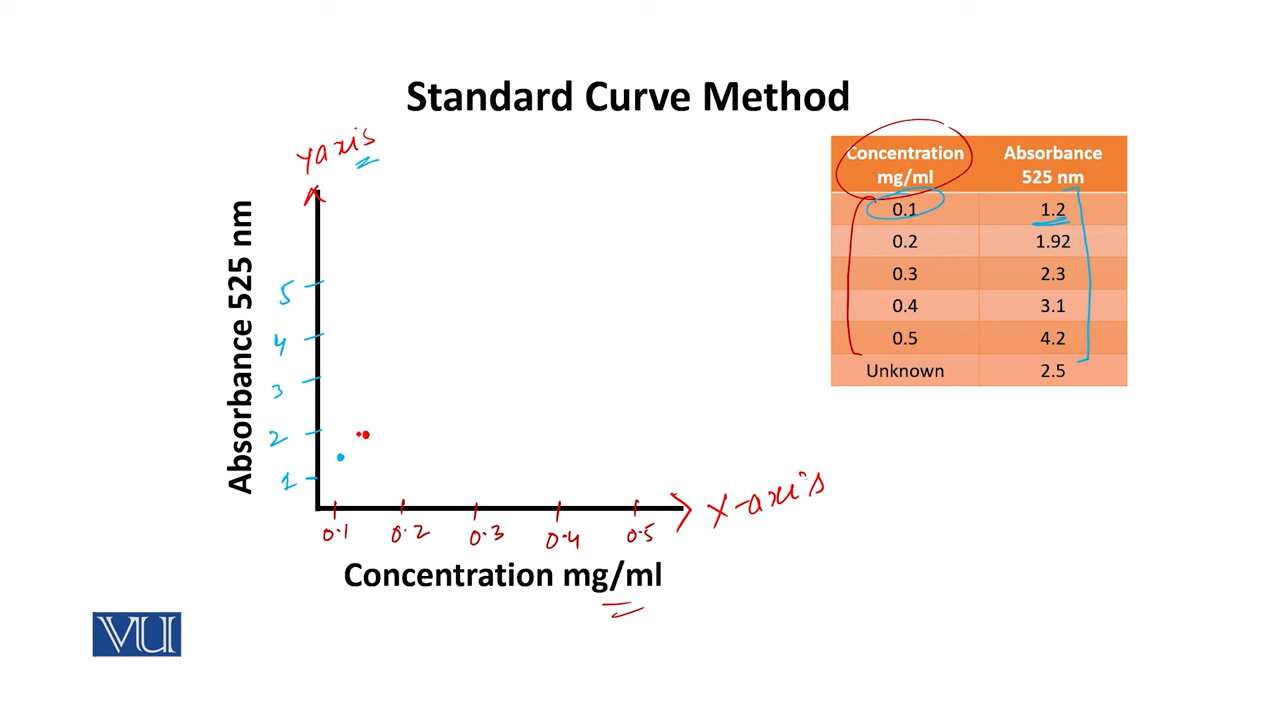 Standard Curve Method
yaxis
Absorbance 525 nm
5
4
3
2
1
0.1 0.2 0.3 0.4 0.5
X-axis
Concentration mg/ml
Concentration mg/ml Absorbance 525 nm
0.1 1.2
0.2 1.92
0.3 2.3
0.4 3.1
0.5 4.2
Unknown 2.5
VU